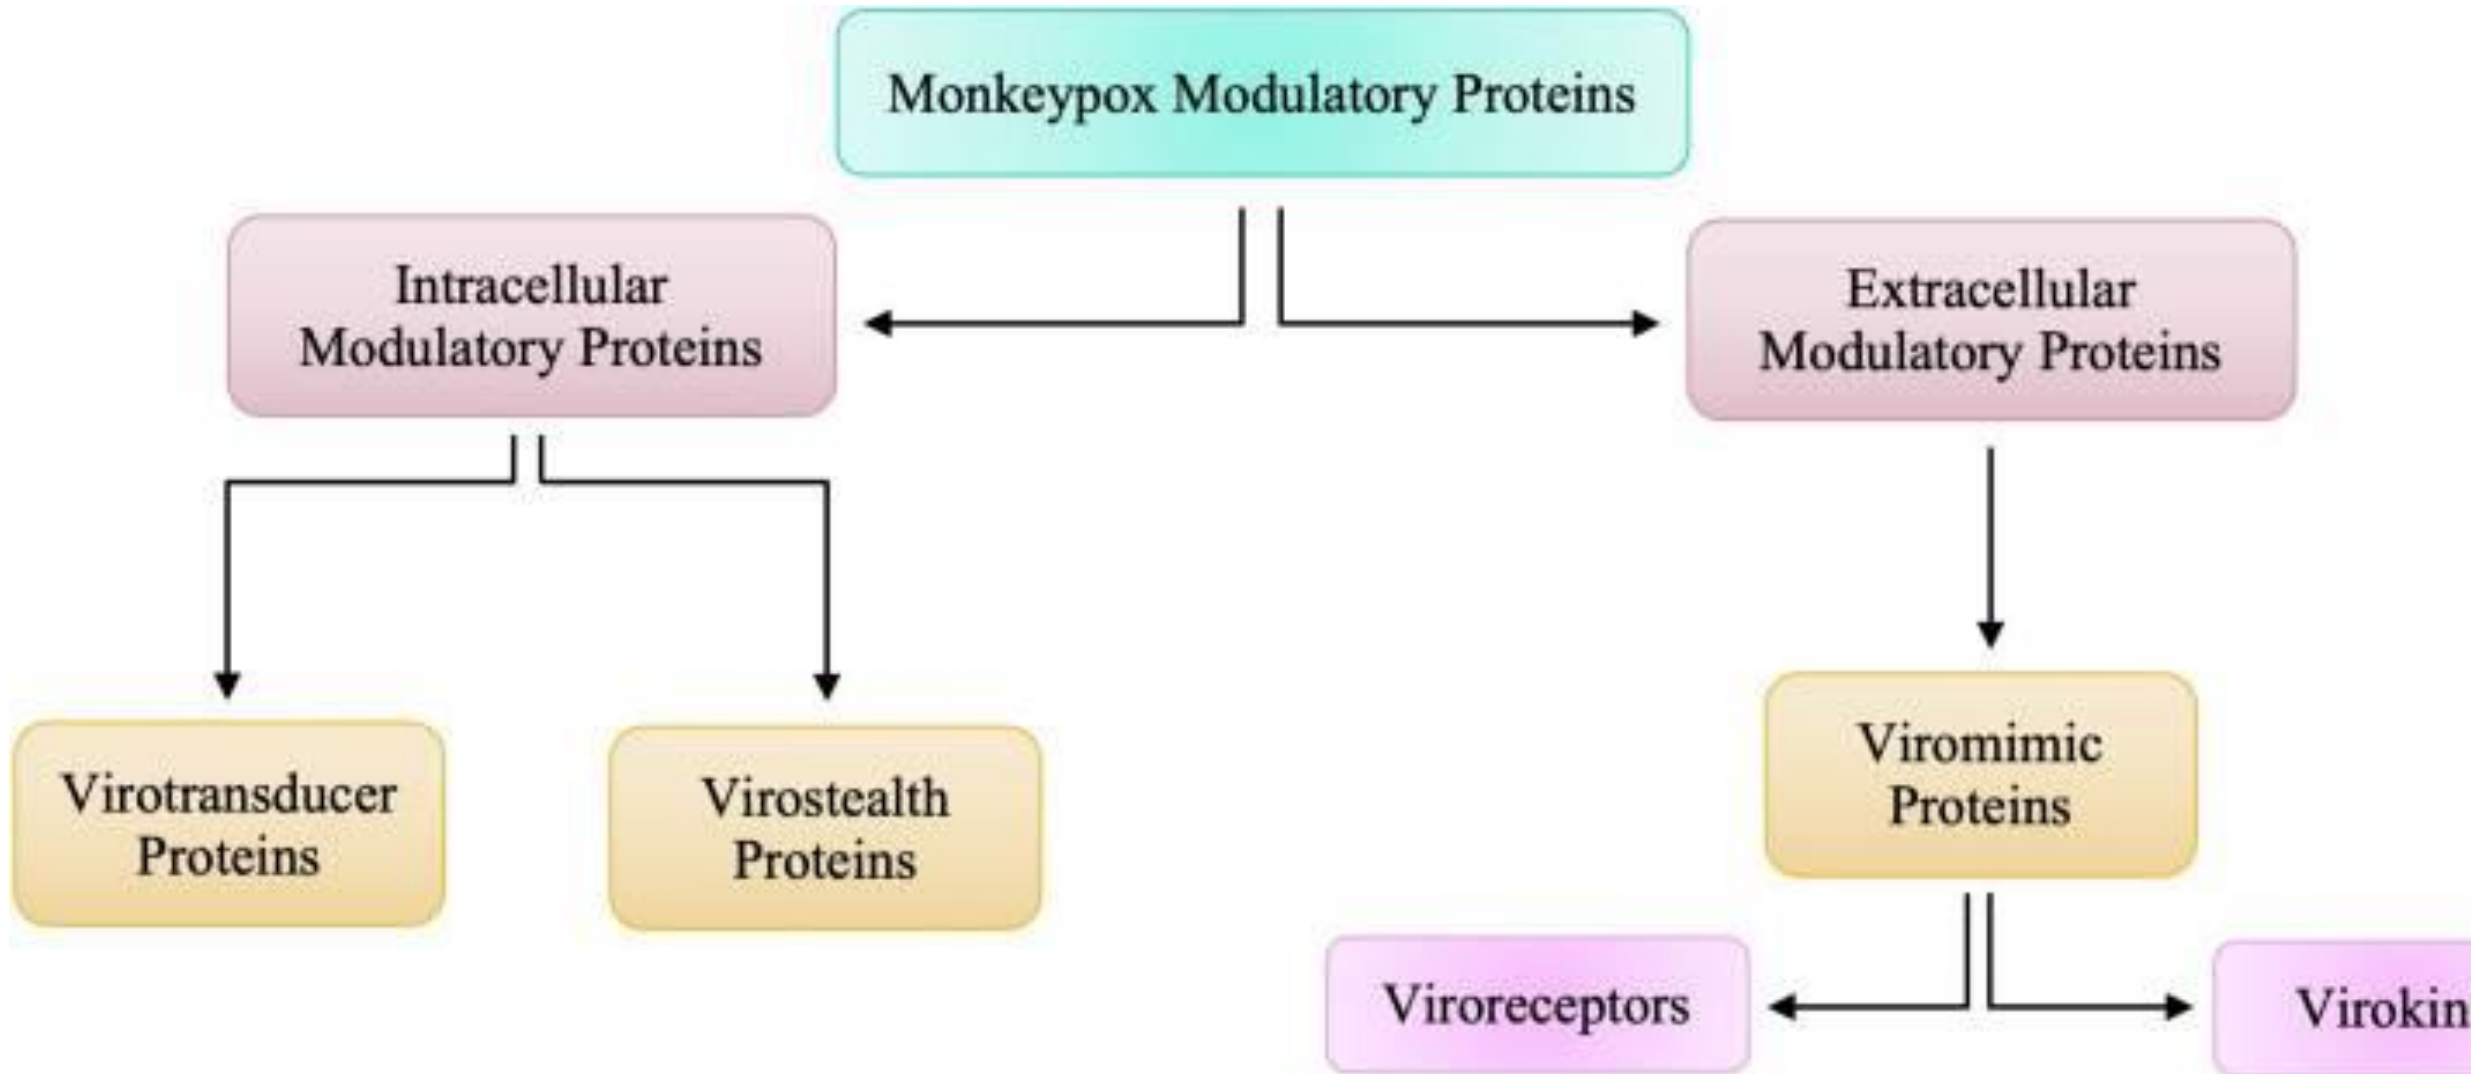 Monkeypox Modulatory Proteins
Intracellular
Modulatory Proteins
Extracellular
Modulatory Proteins
Virotransducer
Proteins
Virostealth
Proteins
Viromimic
Proteins
Viroreceptors